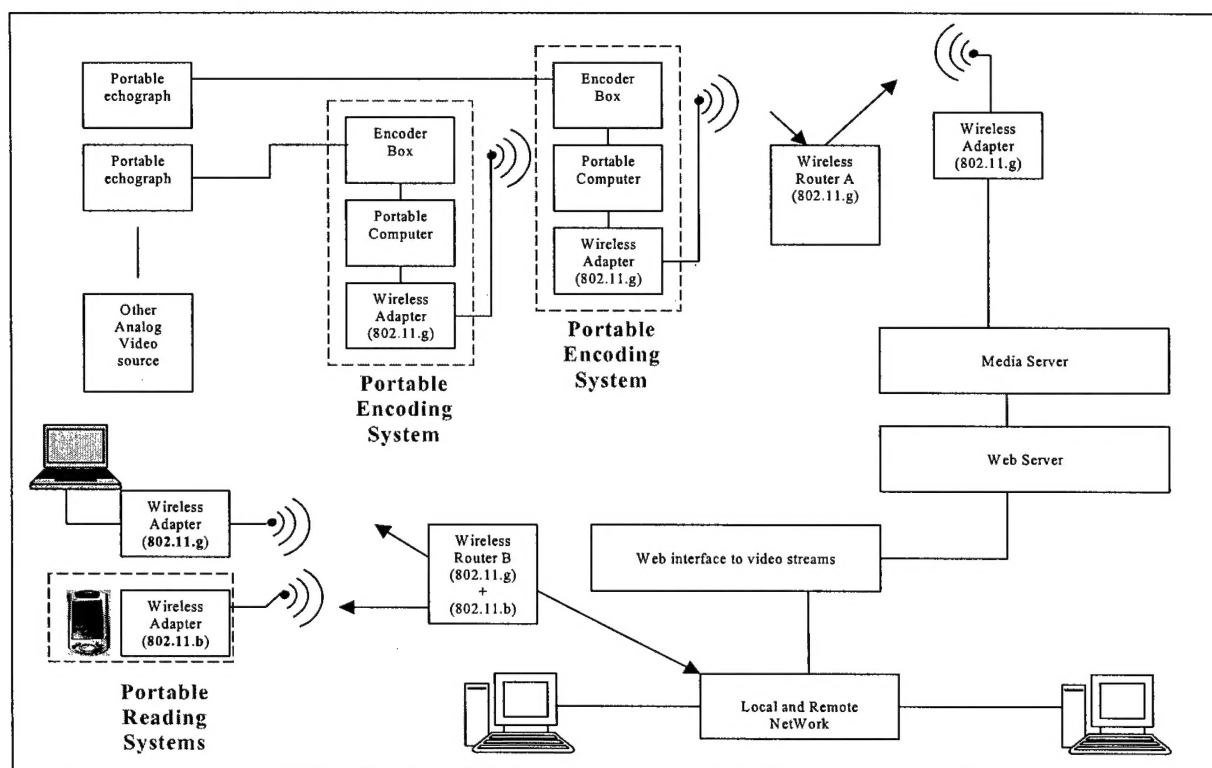 Portable
echograph
Encoder
Box
Portable
Computer
Wireless
Adapter
(802.11.g)
Portable
Encoding
System
Portable
echograph
Encoder
Box
Portable
Computer
Wireless
Adapter
(802.11.g)
Portable
Encoding
System
Other
Analog
Video
source
Wireless
Router A
(802.11.g)
Wireless
Adapter
(802.11.g)
Media Server
Web Server
Web interface to video streams
Wireless
Adapter
(802.11.g)
Wireless
Adapter
(802.11.b)
Portable
Reading
Systems
Wireless
Router B
(802.11.g)
+
(802.11.b)
Local and Remote
NetWork